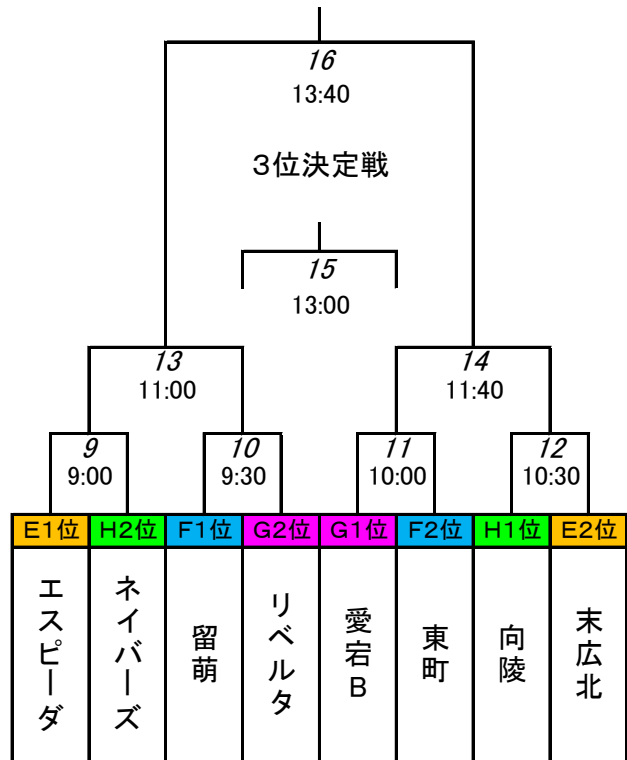 16
13:40
3位決定戦
15
13:00
13
11:00
14
11:40
9
9:00
10
9:30
11
10:00
12
10:30
E1位
H2位
F1位
G2位
G1位
F2位
H1位
E2位
エスピーダ
ネイバーズ
留萌
リベルタ
愛宕B
東町
向陵
末広北